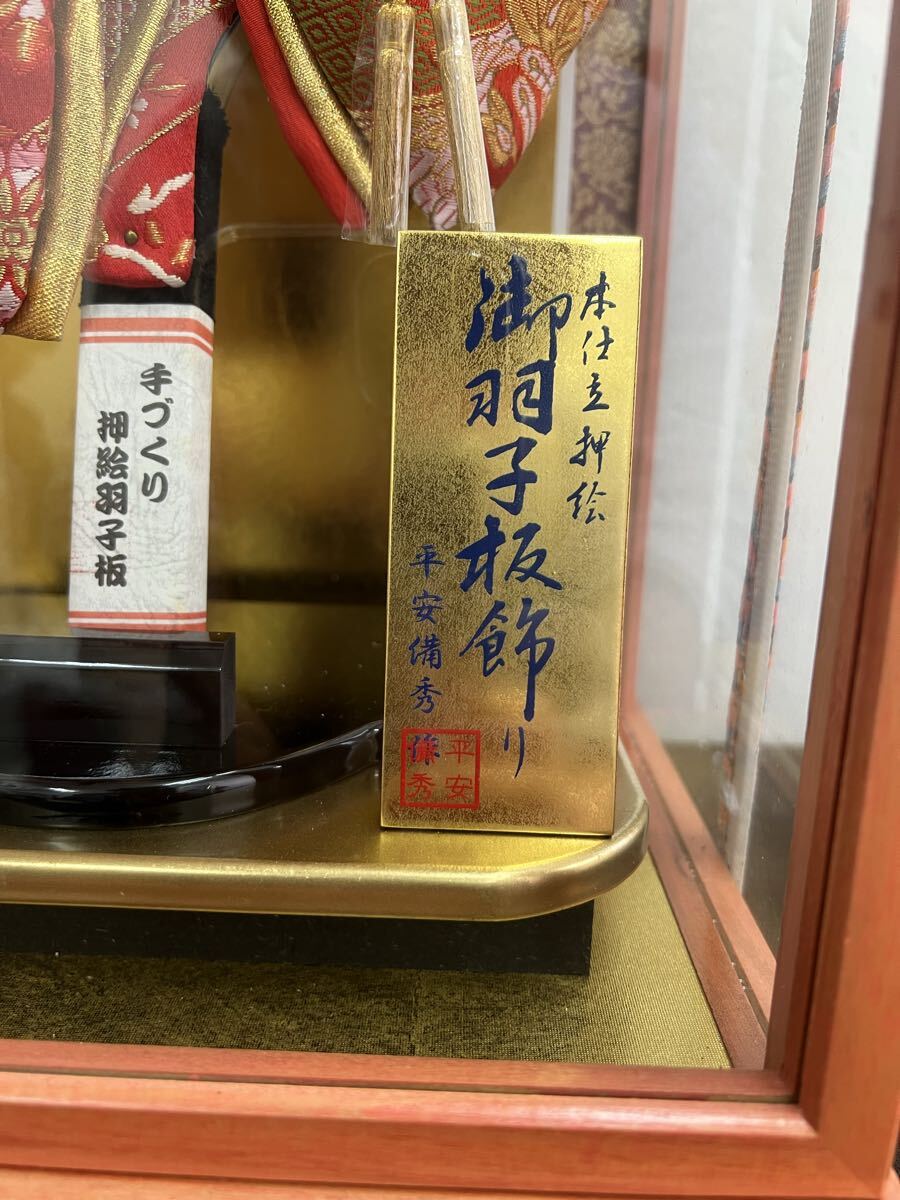 本仕立押絵
御羽子板飾り
平安備秀作
平安
備秀
手づくり
押絵羽子板